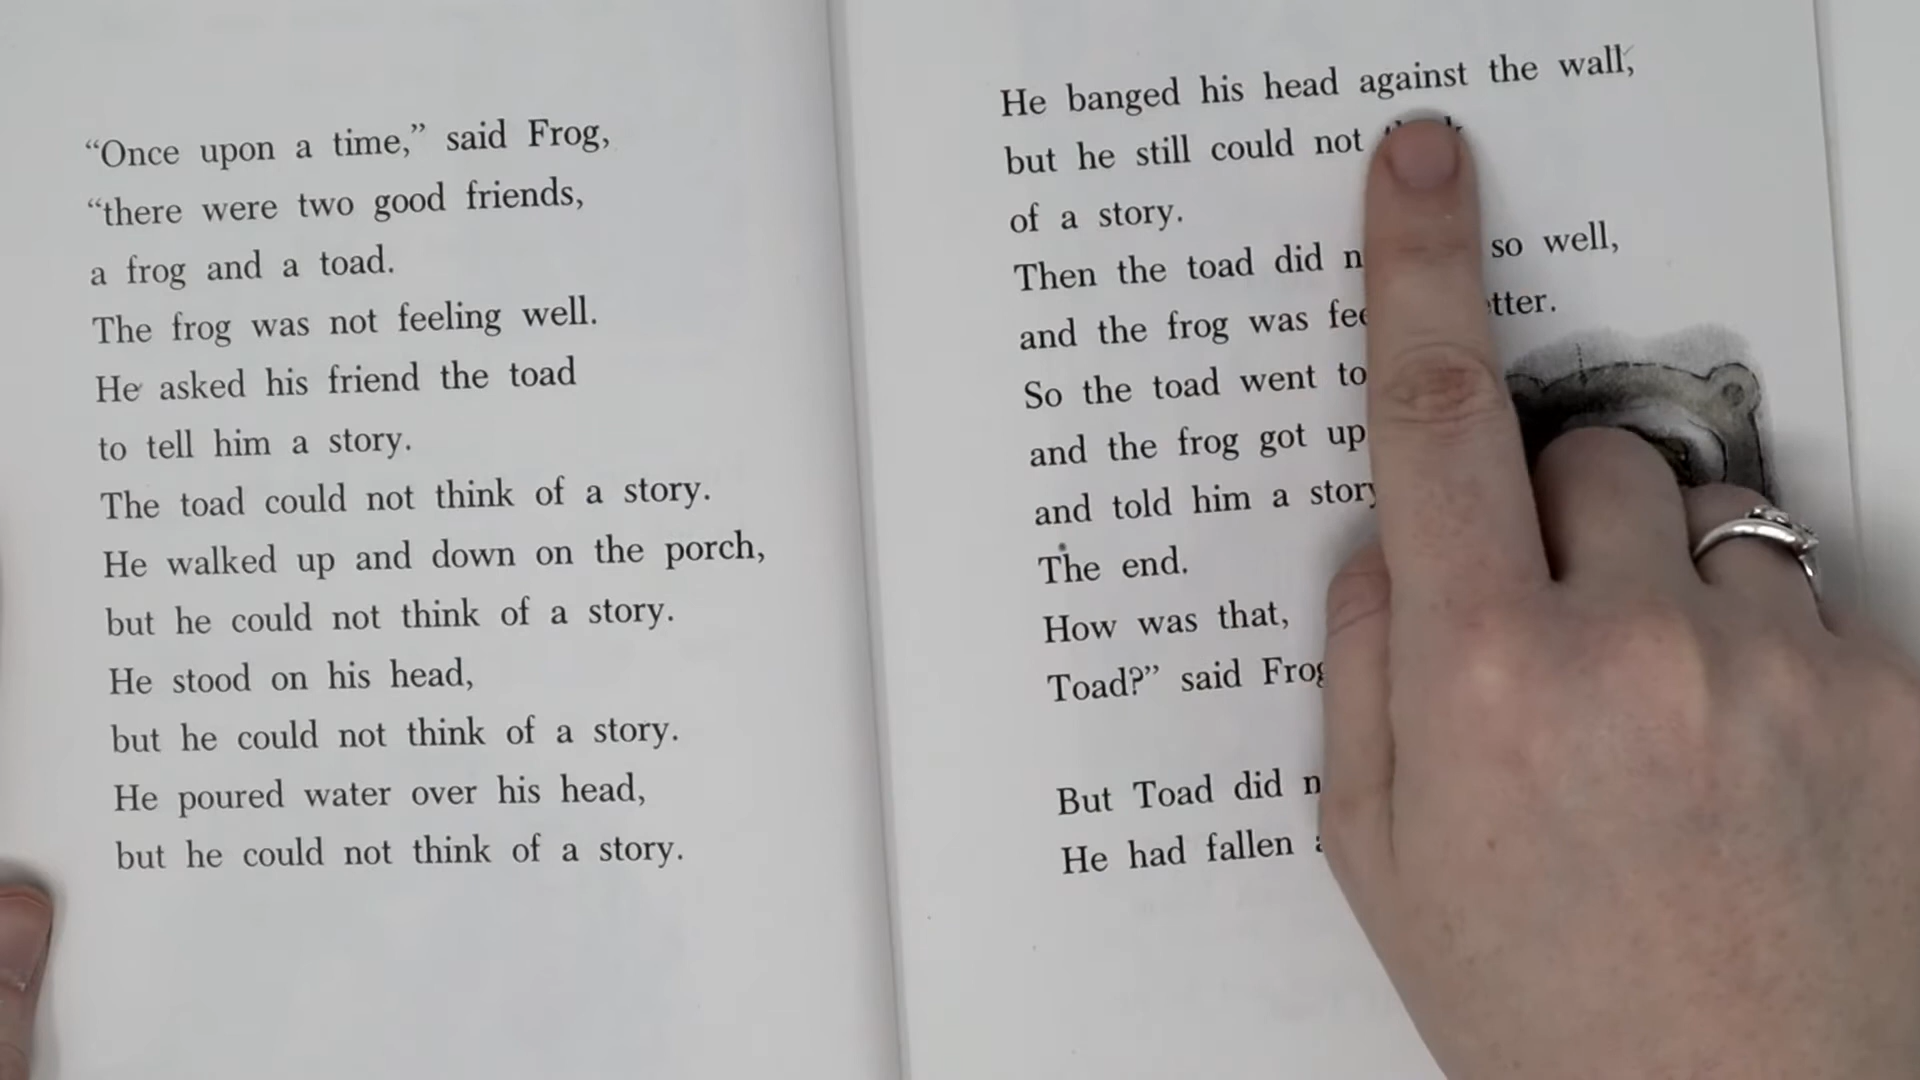 “Once upon a time,” said Frog,
“there were two good friends,
a frog and a toad.
The frog was not feeling well.
He asked his friend the toad
to tell him a story.
The toad could not think of a story.
He walked up and down on the porch,
but he could not think of a story.
He stood on his head,
but he could not think of a story.
He poured water over his head,
but he could not think of a story.
He banged his head against the wall,
but he still could not
of a story.
Then the toad did so well,
and the frog was
So the toad went to
and the frog got up
and told him a story
The end.
How was that,
Toad?” said Frog
But Toad did
He had fallen